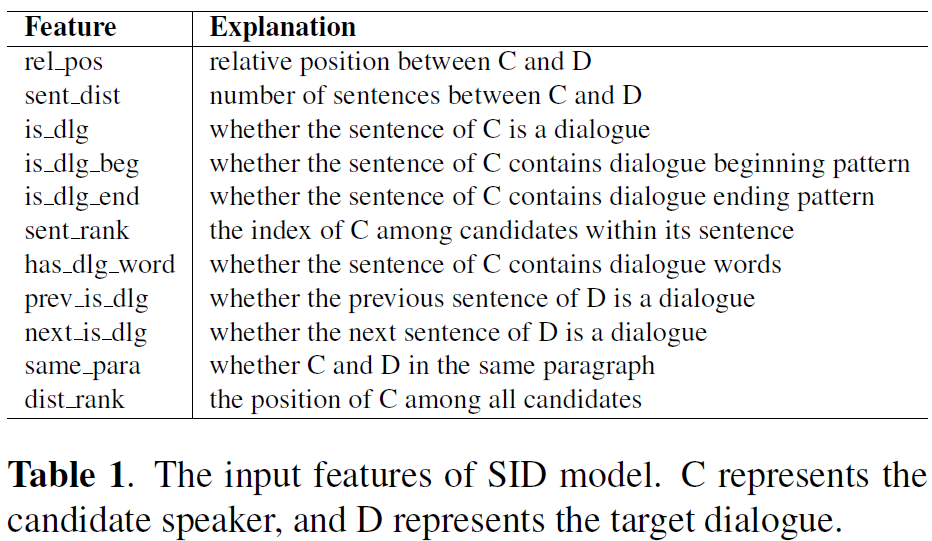 Feature Explanation
rel_pos relative position between C and D
sent_dist number of sentences between C and D
is_dlg whether the sentence of C is a dialogue
is_dlg_beg whether the sentence of C contains dialogue beginning pattern
is_dlg_end whether the sentence of C contains dialogue ending pattern
sent_rank the index of C among candidates within its sentence
has_dlg_word whether the sentence of C contains dialogue words
prev_is_dlg whether the previous sentence of D is a dialogue
next_is_dlg whether the next sentence of D is a dialogue
same_para whether C and D in the same paragraph
dist_rank the position of C among all candidates
Table 1. The input features of SID model. C represents the
candidate speaker, and D represents the target dialogue.